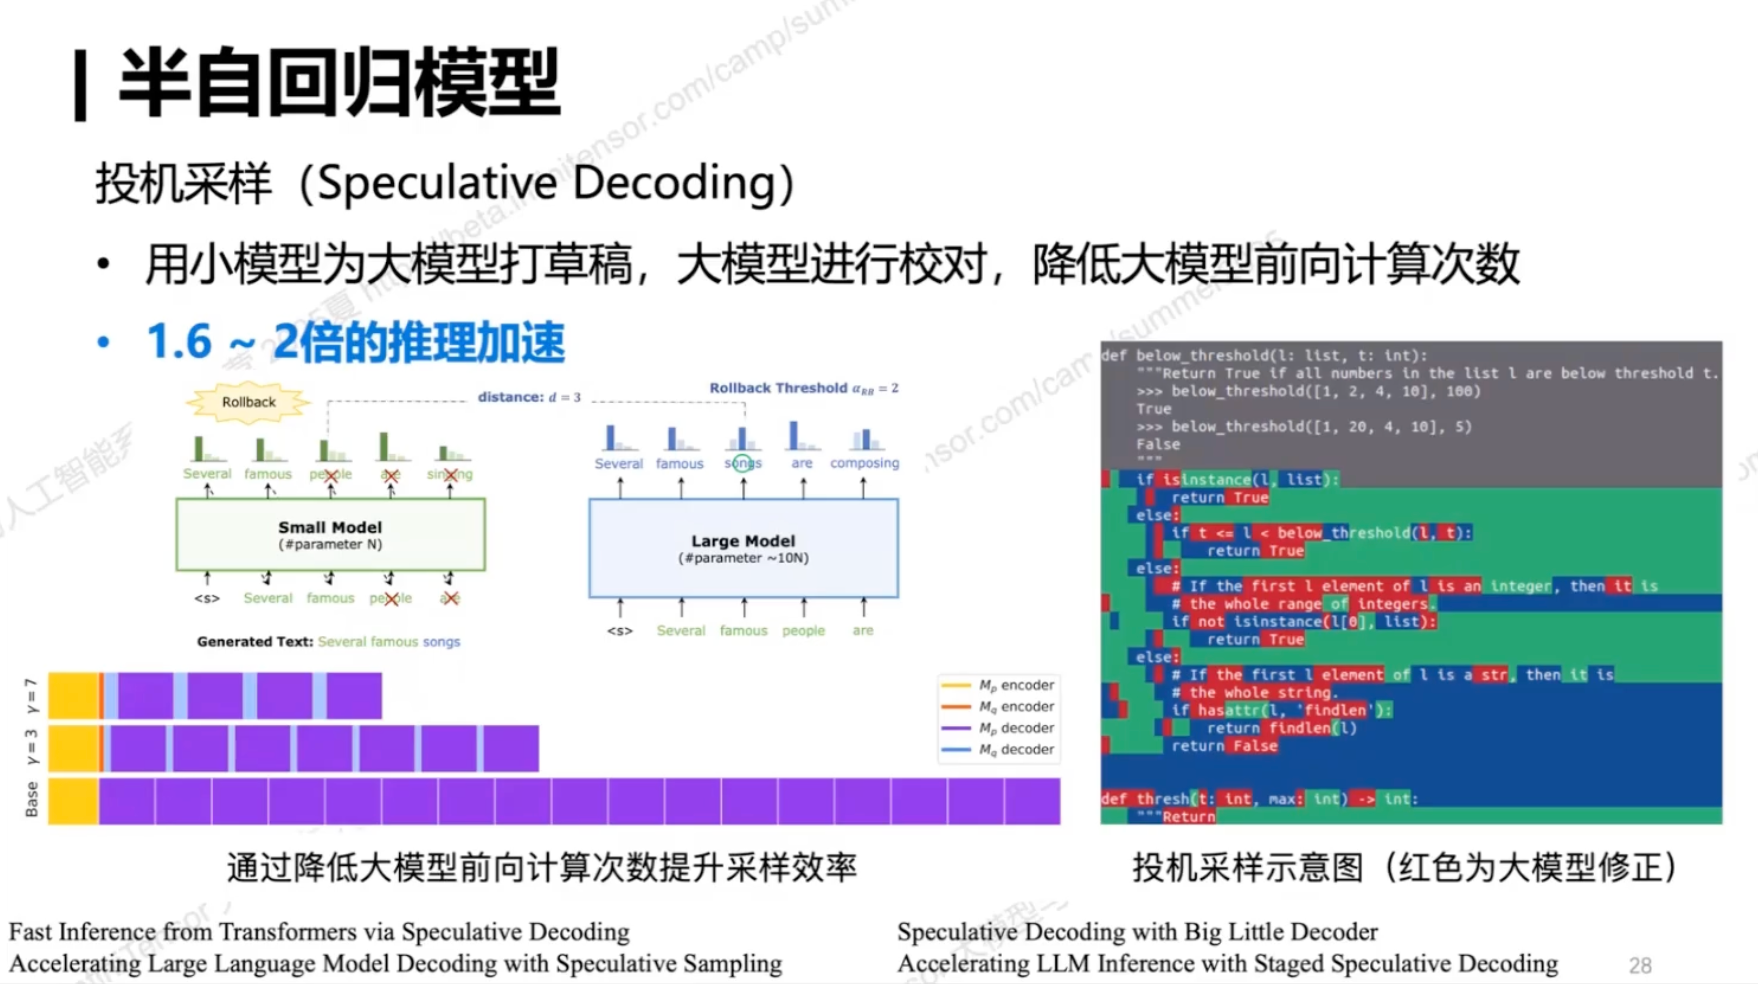 半自回归模型
投机采样（Speculative Decoding）
• 用小模型为大模型打草稿，大模型进行校对，降低大模型前向计算次数
• 1.6 ~ 2倍的推理加速
Rollback
distance: d = 3
Rollback Threshold α_RB = 2
Several famous people are singing
Several famous songs are composing
Small Model
(#parameter N)
Large Model
(#parameter ~10N)
<s> Several famous people are
<s> Several famous people are
Generated Text: Several famous songs
γ = 7
γ = 3
Base
M_p encoder
M_q encoder
M_p decoder
M_q decoder
通过降低大模型前向计算次数提升采样效率
def below_threshold(l: list, t: int):
"""Return True if all numbers in the list l are below threshold t.
>>> below_threshold([1, 2, 4, 10], 100)
True
>>> below_threshold([1, 20, 4, 10], 5)
False
"""
if isinstance(l, list):
return True
else:
if t <= l < below_threshold(l, t):
return True
else:
# If the first l element of l is an integer, then it is
# the whole range of integers.
if not isinstance(l[0], list):
return True
else:
# If the first l element of l is a str, then it is
# the whole string.
if hasattr(l, 'findlen'):
return findlen(l)
return False
def thresh(t: int, max: int) -> int:
"""Return
投机采样示意图（红色为大模型修正）
Fast Inference from Transformers via Speculative Decoding
Accelerating Large Language Model Decoding with Speculative Sampling
Speculative Decoding with Big Little Decoder
Accelerating LLM Inference with Staged Speculative Decoding
28